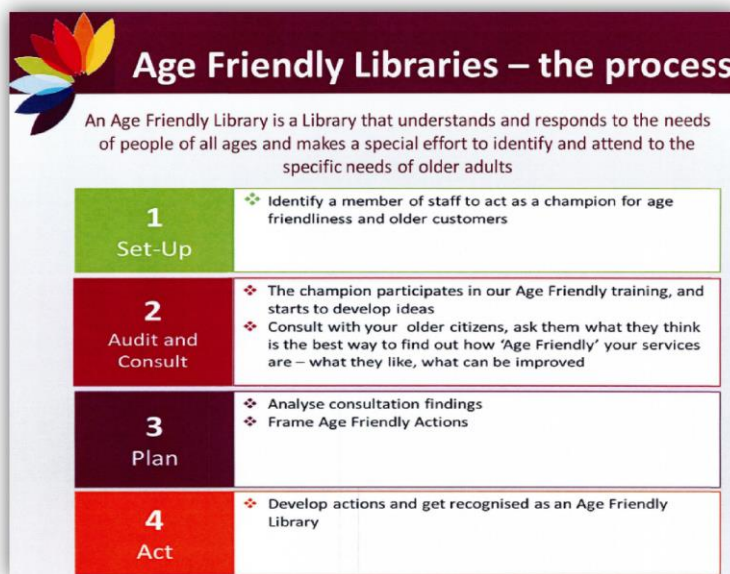 Age Friendly Libraries – the process
An Age Friendly Library is a Library that understands and responds to the needs
of people of all ages and makes a special effort to identify and attend to the
specific needs of older adults
1
Set-Up
Identify a member of staff to act as a champion for age
friendliness and older customers
2
Audit and
Consult
The champion participates in our Age Friendly training, and
starts to develop ideas
Consult with your older citizens, ask them what they think
is the best way to find out how ‘Age Friendly’ your services
are – what they like, what can be improved
3
Plan
Analyse consultation findings
Frame Age Friendly Actions
4
Act
Develop actions and get recognised as an Age Friendly
Library